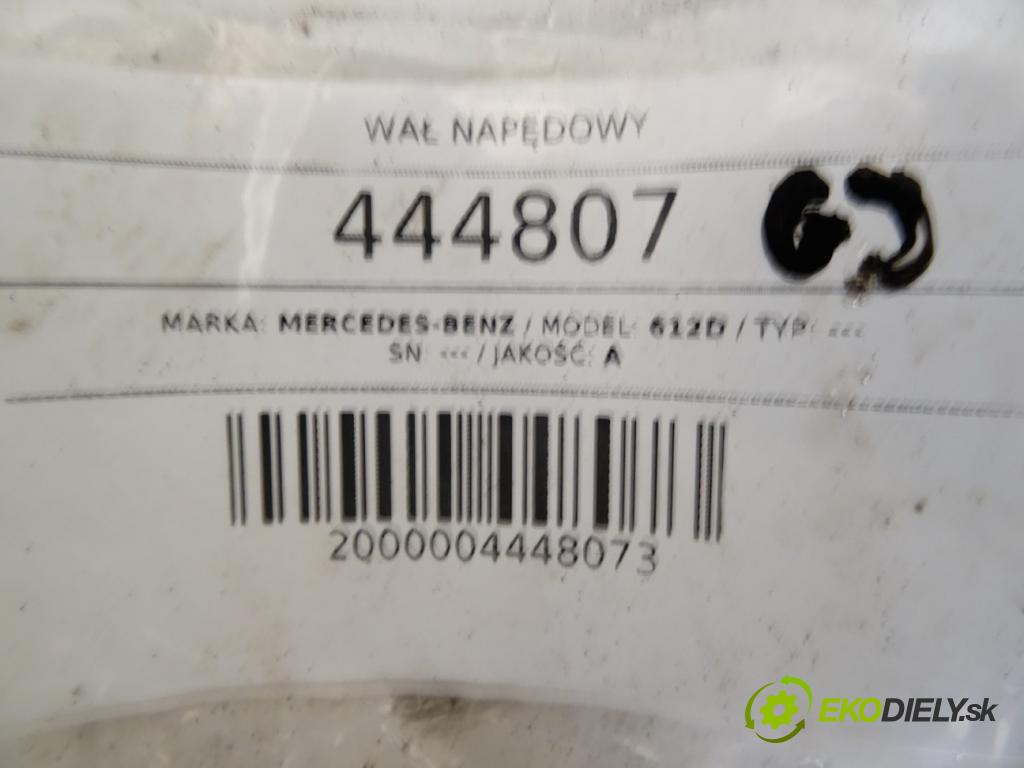 WAŁ NAPĘDOWY
444807
MARKA: MERCEDES-BENZ / MODEL: 612D / TYP: ---
SN: --- / JAKOŚĆ: A
2000004448073
EKODIELY.sk